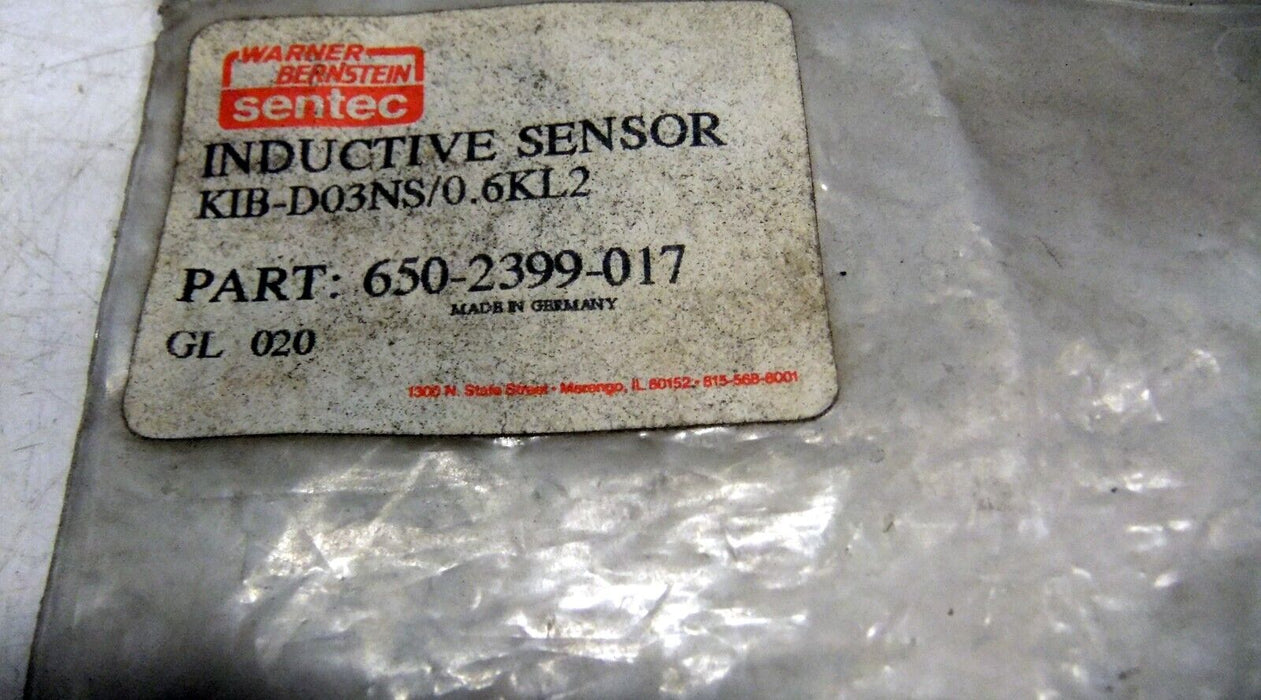 WARNER
BERNSTEIN
sentec
INDUCTIVE SENSOR
KIB-D03NS/0.6KL2
PART: 650-2399-017
MADE IN GERMANY
GL 020
1300 N. State Street • Marengo, IL 60152 • 815-568-8001